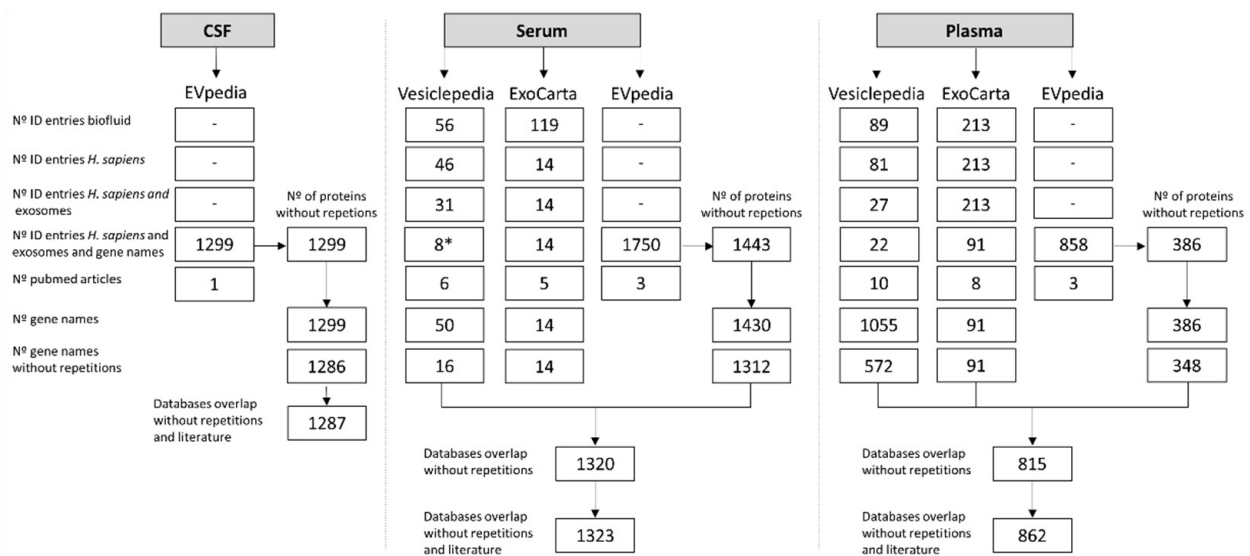 CSF Serum Plasma
EVpedia Vesiclepedia ExoCarta EVpedia Vesiclepedia ExoCarta EVpedia
Nº ID entries biofluid - 56 119 - 89 213 -
Nº ID entries H. sapiens - 46 14 - 81 213 -
Nº ID entries H. sapiens and
exosomes - 31 14 - 27 213 -
Nº of proteins
without repetions
Nº of proteins
without repetions
Nº of proteins
without repetions
Nº ID entries H. sapiens and
exosomes and gene names 1299 1299 8* 14 1750 1443 22 91 858 386
Nº pubmed articles 1 6 5 3 10 8 3
Nº gene names 1299 50 14 1430 1055 91 386
Nº gene names
without repetitions 1286 16 14 1312 572 91 348
Databases overlap
without repetitions
and literature 1287
Databases overlap
without repetitions 1320
Databases overlap
without repetitions 815
Databases overlap
without repetitions
and literature 1323
Databases overlap
without repetitions
and literature 862